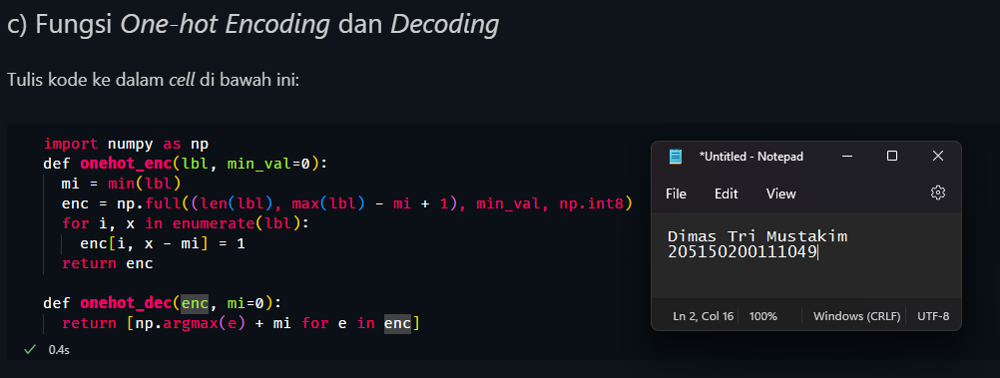 c) Fungsi One-hot Encoding dan Decoding
Tulis kode ke dalam cell di bawah ini:
import numpy as np
def onehot_enc(lbl, min_val=0):
  mi = min(lbl)
  enc = np.full((len(lbl), max(lbl) - mi + 1), min_val, np.int8)
  for i, x in enumerate(lbl):
    enc[i, x - mi] = 1
  return enc
def onehot_dec(enc, mi=0):
  return [np.argmax(e) + mi for e in enc]
0.4s
*Untitled - Notepad
File Edit View
Dimas Tri Mustakim
205150200111049
Ln 2, Col 16 100% Windows (CRLF) UTF-8